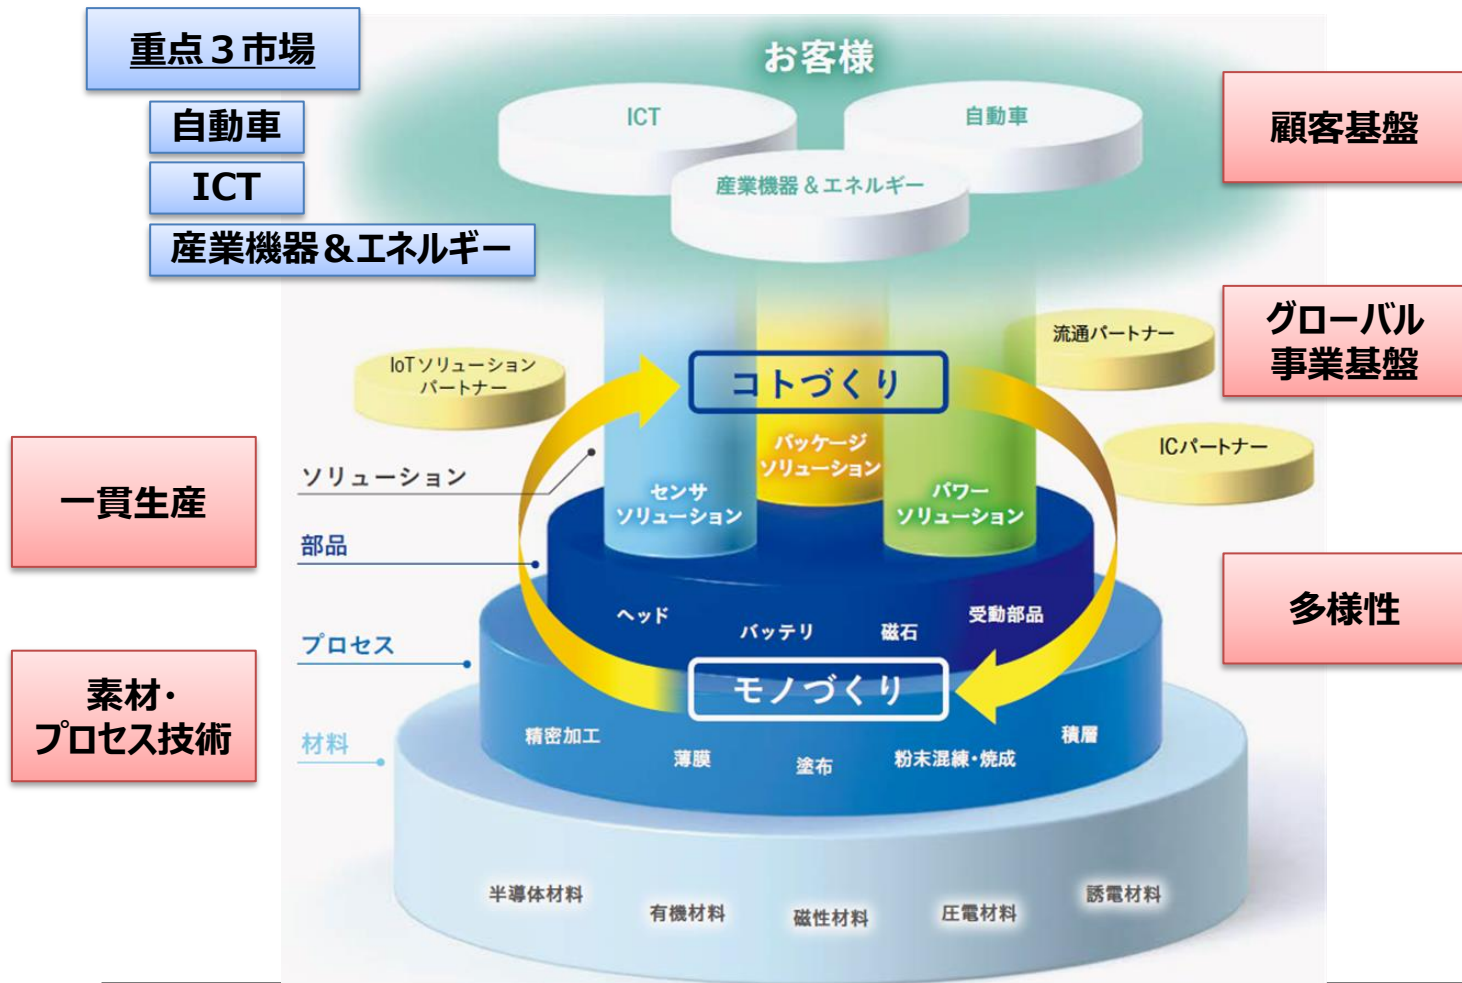 重点３市場
自動車
ICT
産業機器＆エネルギー
お客様
ICT
自動車
産業機器 & エネルギー
顧客基盤
グローバル
事業基盤
多様性
一貫生産
素材・
プロセス技術
IoTソリューション
パートナー
流通パートナー
ICパートナー
コトづくり
ソリューション
センサ
ソリューション
パッケージ
ソリューション
パワー
ソリューション
部品
ヘッド
バッテリ
磁石
受動部品
モノづくり
プロセス
精密加工
薄膜
塗布
粉末混練・焼成
積層
材料
半導体材料
有機材料
磁性材料
圧電材料
誘電材料